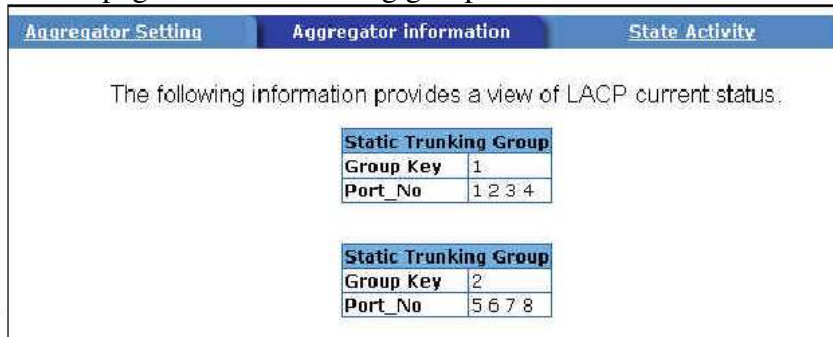 Aggregator Setting Aggregator information State Activity
The following information provides a view of LACP current status.
Static Trunking Group
Group Key 1
Port_No 1 2 3 4
Static Trunking Group
Group Key 2
Port_No 5 6 7 8